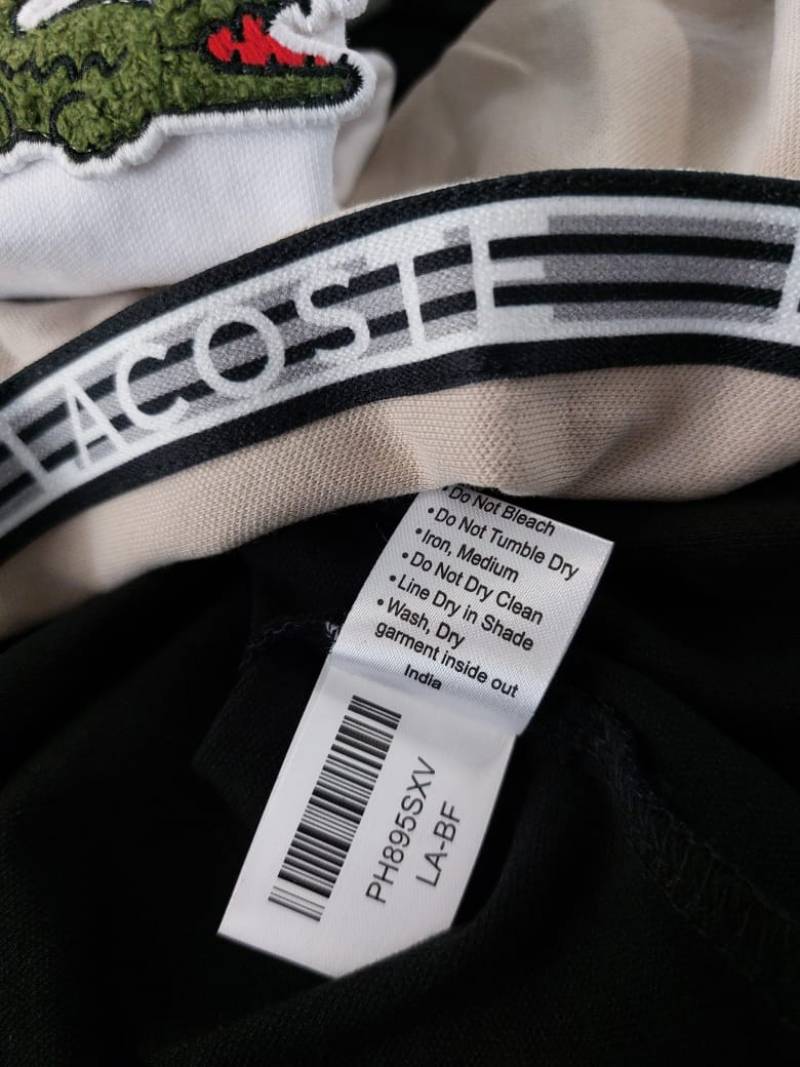 LACOSTE
• Do Not Bleach
• Do Not Tumble Dry
• Iron, Medium
• Do Not Dry Clean
• Line Dry in Shade
• Wash, Dry
garment inside out
India
PH895SXV
LA-BF